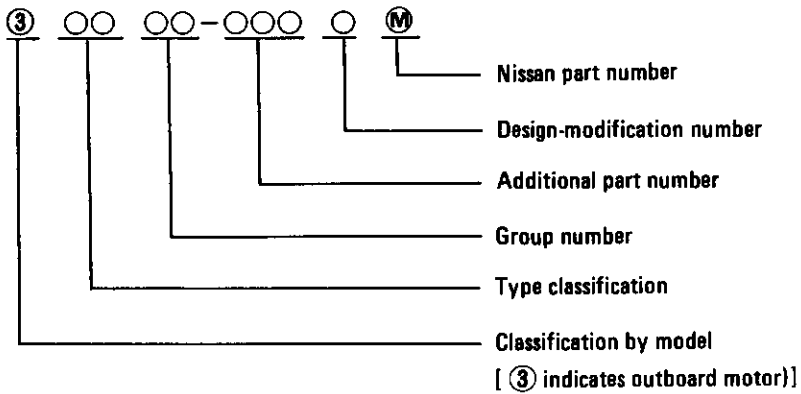 ③ ○○ ○○-○○○ ○ Ⓜ
Nissan part number
Design-modification number
Additional part number
Group number
Type classification
Classification by model
[ ③ indicates outboard motor)]